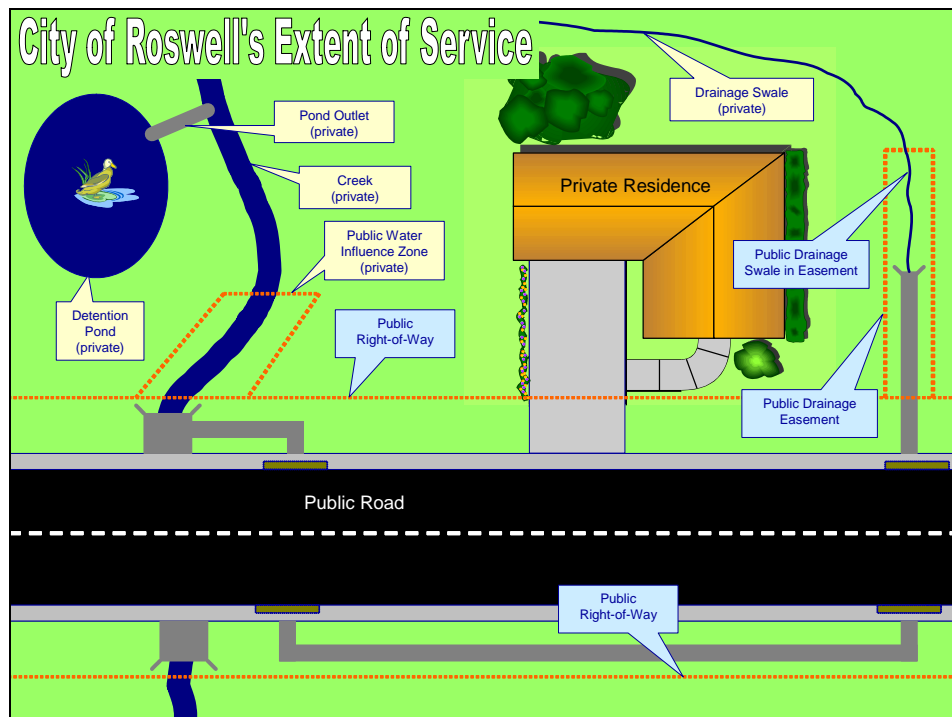 City of Roswell's Extent of Service
Pond Outlet
(private)
Drainage Swale
(private)
Creek
(private)
Private Residence
Public Water
Influence Zone
(private)
Public Drainage
Swale in Easement
Detention
Pond
(private)
Public
Right-of-Way
Public Drainage
Easement
Public Road
Public
Right-of-Way